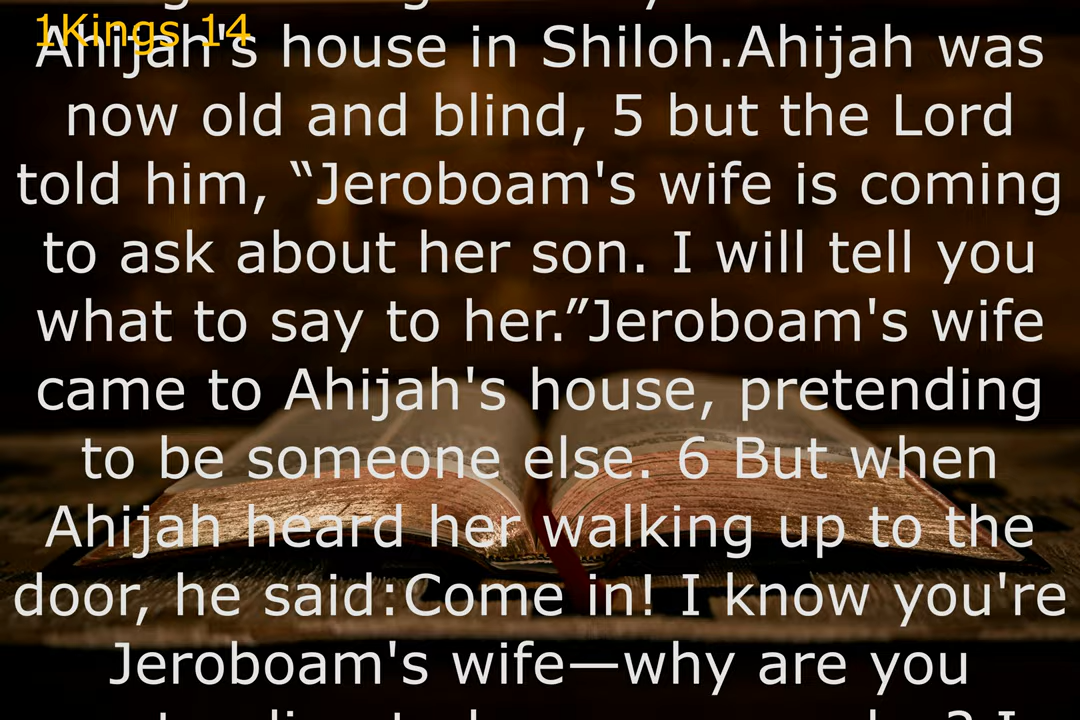 1Kings 14
Ahijah's house in Shiloh.Ahijah was
now old and blind, 5 but the Lord
told him, “Jeroboam's wife is coming
to ask about her son. I will tell you
what to say to her.”Jeroboam's wife
came to Ahijah's house, pretending
to be someone else. 6 But when
Ahijah heard her walking up to the
door, he said:Come in! I know you're
Jeroboam's wife—why are you